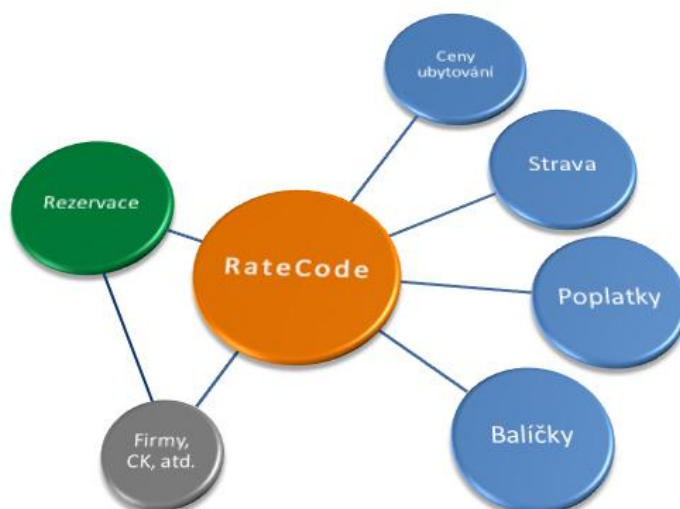 Ceny
ubytování
Strava
Rezervace
RateCode
Poplatky
Balíčky
Firmy,
CK, atd.